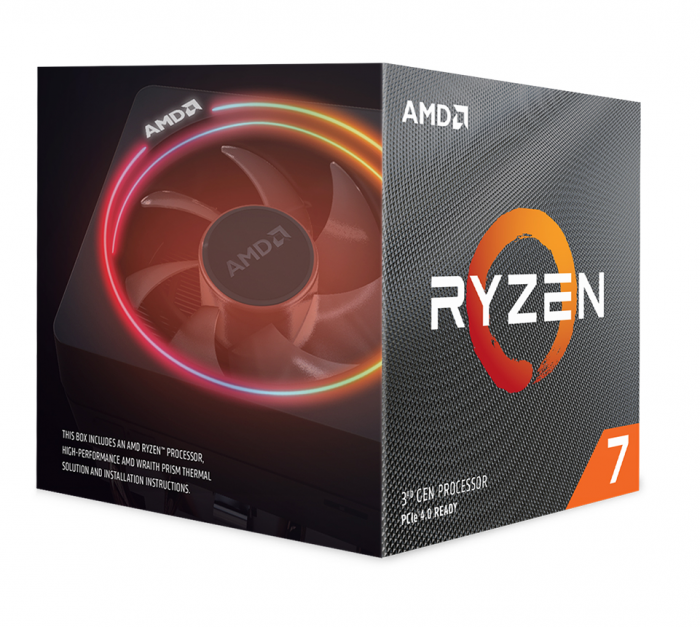 AMD
AMD
THIS BOX INCLUDES AN AMD RYZEN™ PROCESSOR,
HIGH-PERFORMANCE AMD WRAITH PRISM THERMAL
SOLUTION AND INSTALLATION INSTRUCTIONS.
AMD
RYZEN
7
3RD GEN PROCESSOR
PCIe 4.0 READY